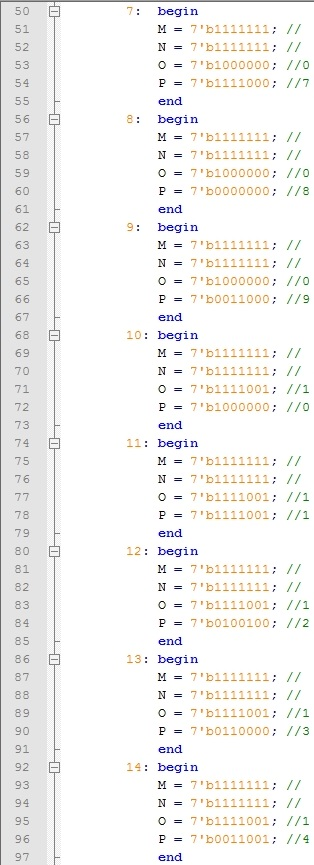 50 7: begin
51 M = 7'b1111111; //
52 N = 7'b1111111; //
53 O = 7'b1000000; //0
54 P = 7'b1111000; //7
55 end
56 8: begin
57 M = 7'b1111111; //
58 N = 7'b1111111; //
59 O = 7'b1000000; //0
60 P = 7'b0000000; //8
61 end
62 9: begin
63 M = 7'b1111111; //
64 N = 7'b1111111; //
65 O = 7'b1000000; //0
66 P = 7'b0011000; //9
67 end
68 10: begin
69 M = 7'b1111111; //
70 N = 7'b1111111; //
71 O = 7'b1111001; //1
72 P = 7'b1000000; //0
73 end
74 11: begin
75 M = 7'b1111111; //
76 N = 7'b1111111; //
77 O = 7'b1111001; //1
78 P = 7'b1111001; //1
79 end
80 12: begin
81 M = 7'b1111111; //
82 N = 7'b1111111; //
83 O = 7'b1111001; //1
84 P = 7'b0100100; //2
85 end
86 13: begin
87 M = 7'b1111111; //
88 N = 7'b1111111; //
89 O = 7'b1111001; //1
90 P = 7'b0110000; //3
91 end
92 14: begin
93 M = 7'b1111111; //
94 N = 7'b1111111; //
95 O = 7'b1111001; //1
96 P = 7'b0011001; //4
97 end